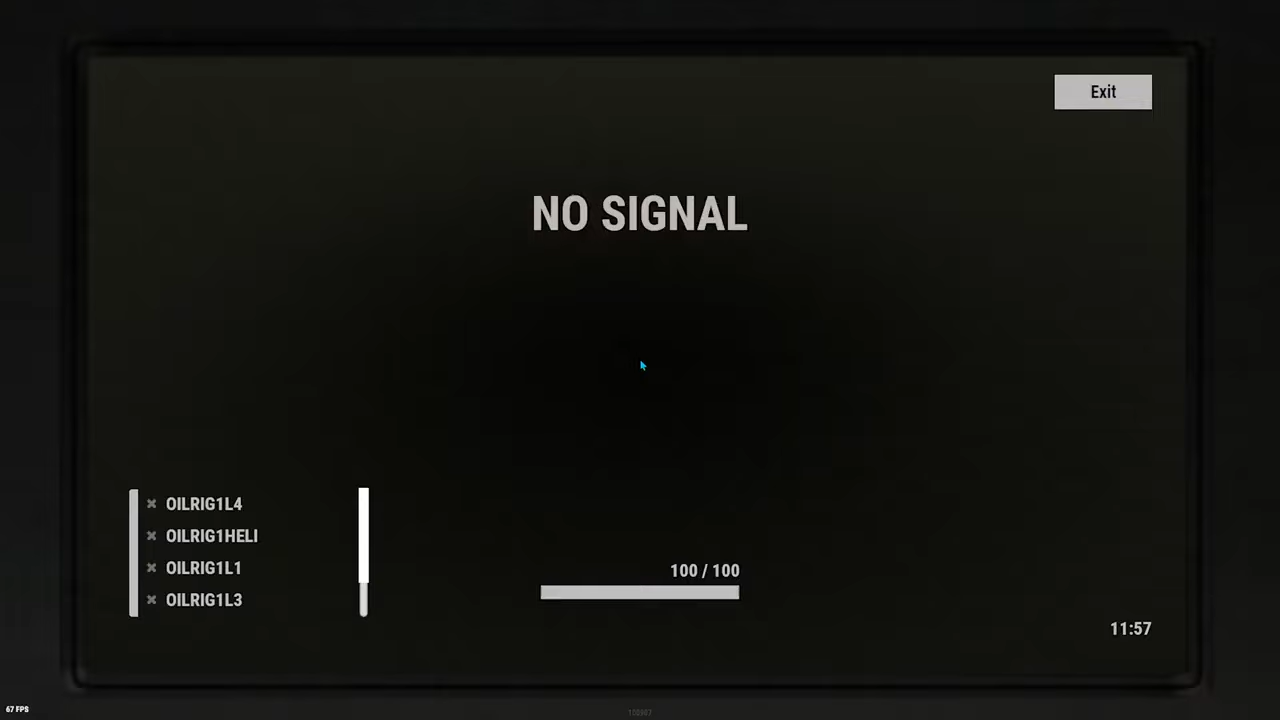 Exit
NO SIGNAL
OILRIG1L4
OILRIG1HELI
OILRIG1L1
OILRIG1L3
100 / 100
11:57
67 FPS